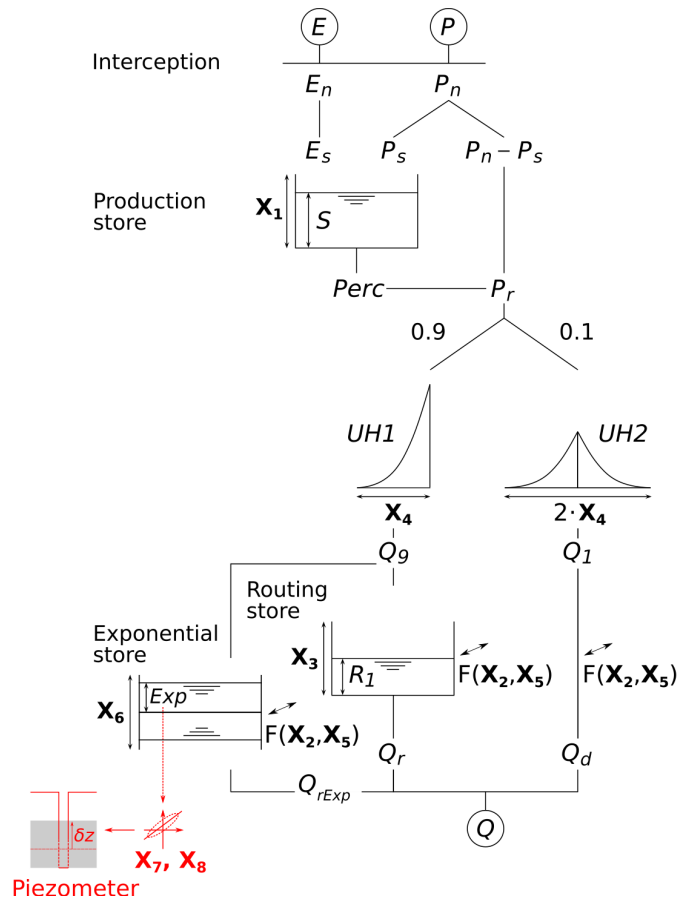 E P
Interception
Eₙ Pₙ
Eₛ Pₛ Pₙ – Pₛ
Production
store
X₁ S
Perc Pᵣ
0.9 0.1
UH1 UH2
X₄ 2·X₄
Q₉ Q₁
Routing
store
Exponential
store
X₃ R₁ F(X₂,X₅) F(X₂,X₅)
X₆ Exp F(X₂,X₅)
Qᵣ Q_d
Q_rExp
Q
δz
X₇, X₈
Piezometer